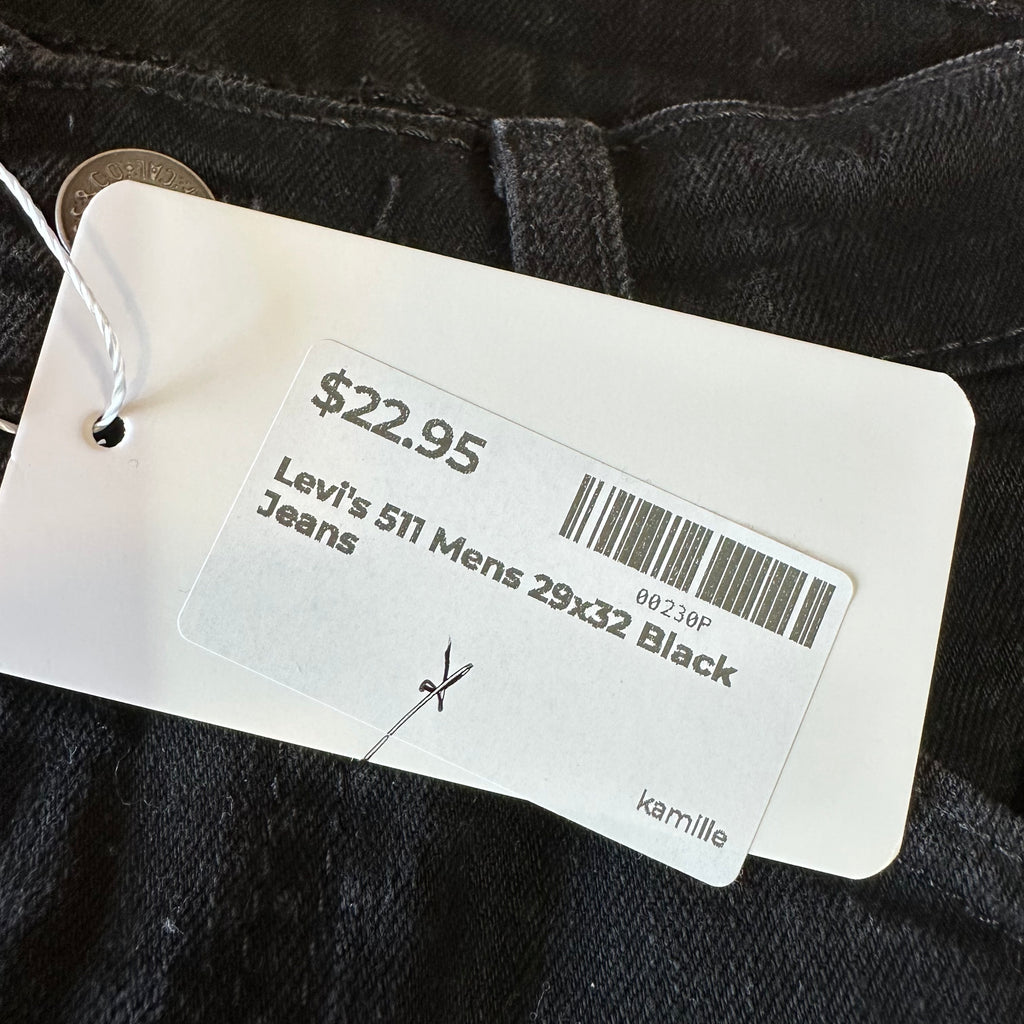 $22.95
Levi's 511 Mens 29x32 Black
Jeans
00230P
kamille